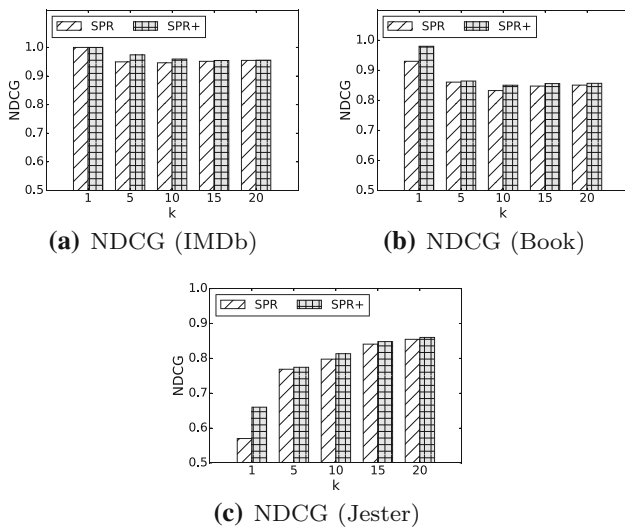 SPR SPR+
1.0
0.9
0.8
0.7
0.6
0.5
NDCG
1 5 10 15 20
k
(a) NDCG (IMDb)
SPR SPR+
1.0
0.9
0.8
0.7
0.6
0.5
NDCG
1 5 10 15 20
k
(b) NDCG (Book)
SPR SPR+
1.0
0.9
0.8
0.7
0.6
0.5
NDCG
1 5 10 15 20
k
(c) NDCG (Jester)